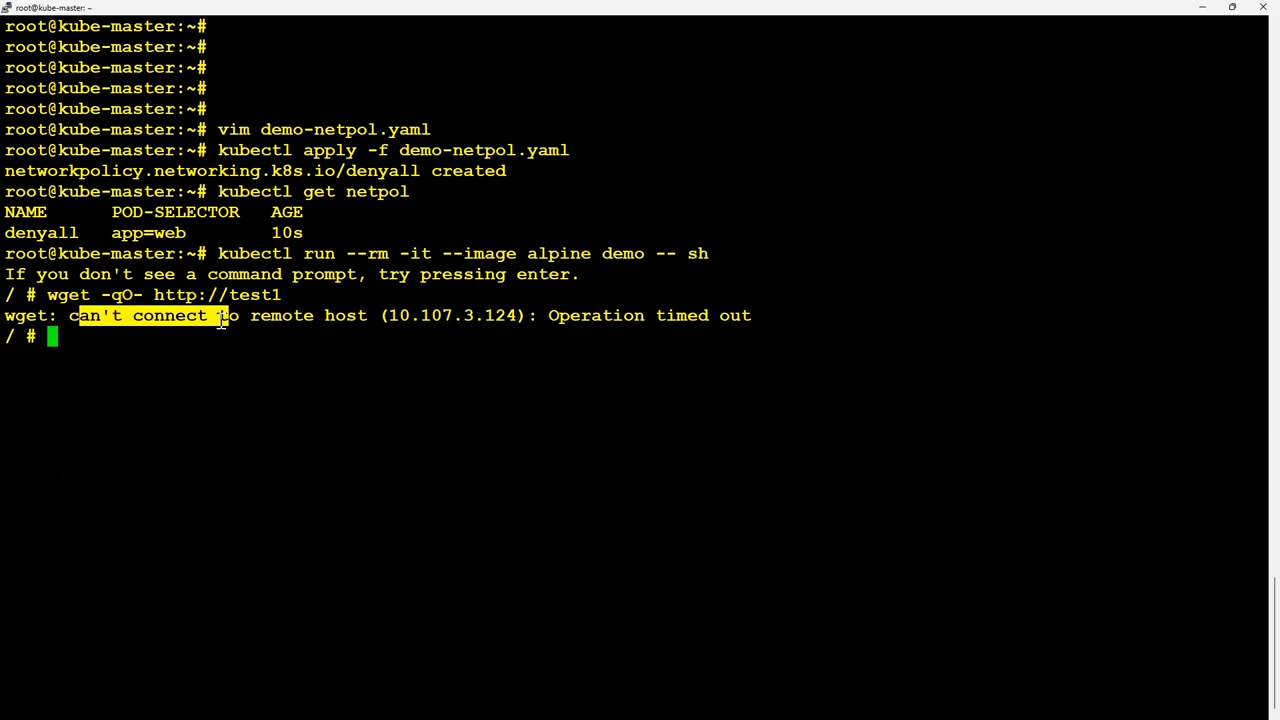 root@kube-master: ~
root@kube-master:~#
root@kube-master:~#
root@kube-master:~#
root@kube-master:~#
root@kube-master:~#
root@kube-master:~# vim demo-netpol.yaml
root@kube-master:~# kubectl apply -f demo-netpol.yaml
networkpolicy.networking.k8s.io/denyall created
root@kube-master:~# kubectl get netpol
NAME      POD-SELECTOR   AGE
denyall   app=web        10s
root@kube-master:~# kubectl run --rm -it --image alpine demo -- sh
If you don't see a command prompt, try pressing enter.
/ # wget -qO- http://test1
wget: can't connect to remote host (10.107.3.124): Operation timed out
/ #